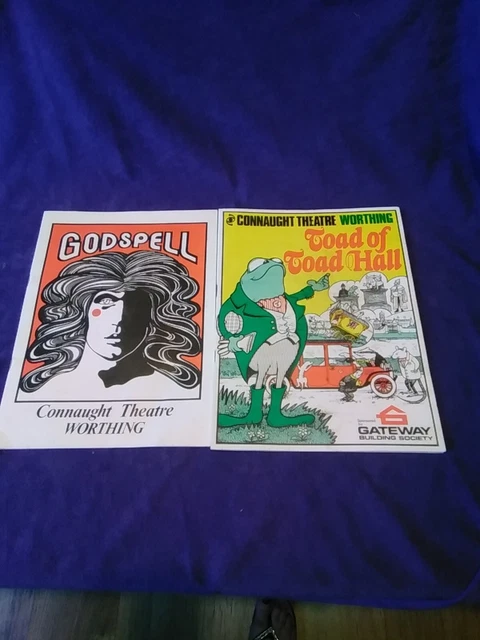 GODSPELL
Connaught Theatre
WORTHING
CONNAUGHT THEATRE WORTHING
Toad of
Toad Hall
GATEWAY
BUILDING SOCIETY